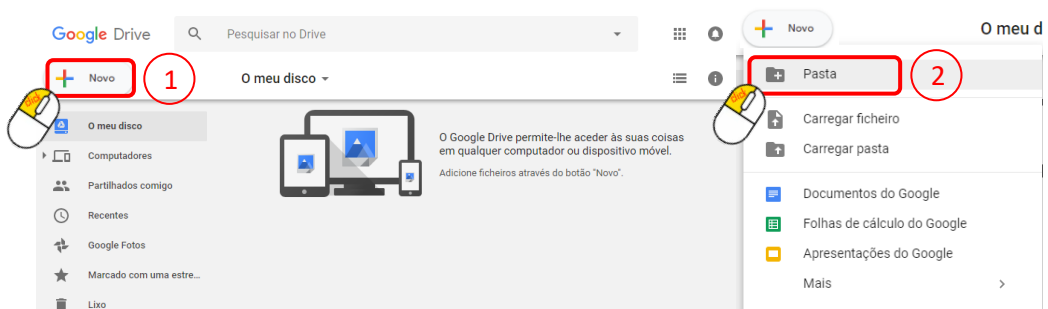 Google Drive
Pesquisar no Drive
Novo
1
O meu disco
click
O meu disco
Computadores
Partilhados comigo
Recentes
Google Fotos
Marcado com uma estre...
Lixo
O Google Drive permite-lhe aceder às suas coisas
em qualquer computador ou dispositivo móvel.
Adicione ficheiros através do botão "Novo".
Novo
O meu d
Pasta
2
click
Carregar ficheiro
Carregar pasta
Documentos do Google
Folhas de cálculo do Google
Apresentações do Google
Mais